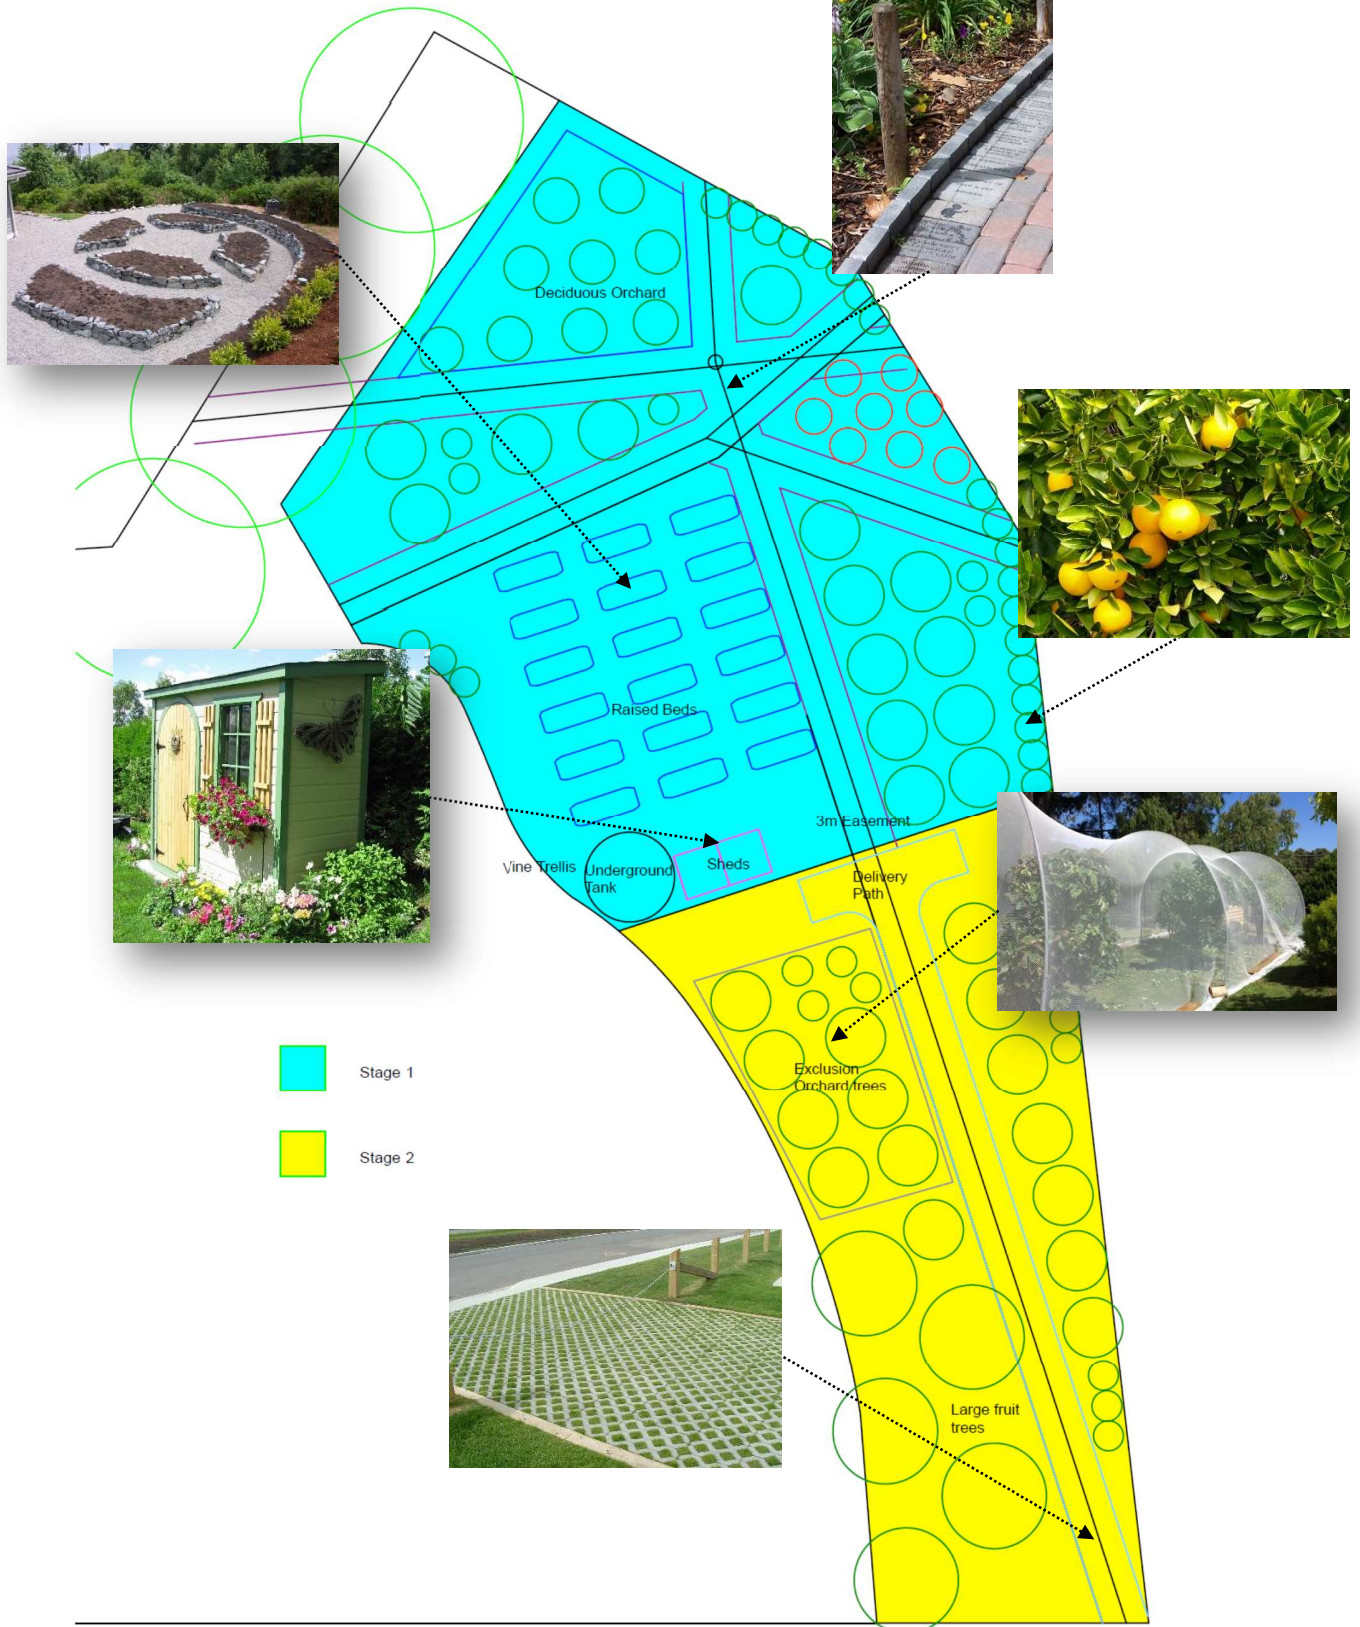 Deciduous Orchard
Raised Beds
3m Easement
Vine Trellis
Underground
Tank
Sheds
Delivery
Path
Exclusion
Orchard trees
Stage 1
Stage 2
Large fruit
trees